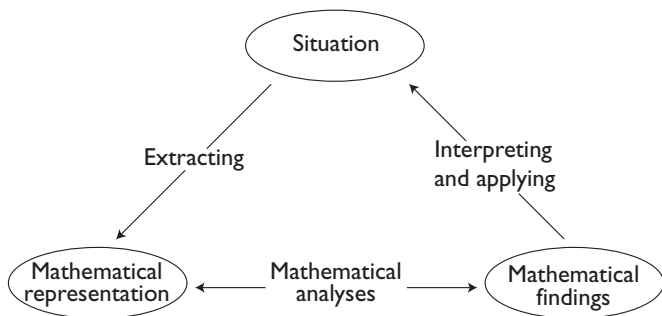 Situation
Extracting
Interpreting
and applying
Mathematical
representation
Mathematical
analyses
Mathematical
findings